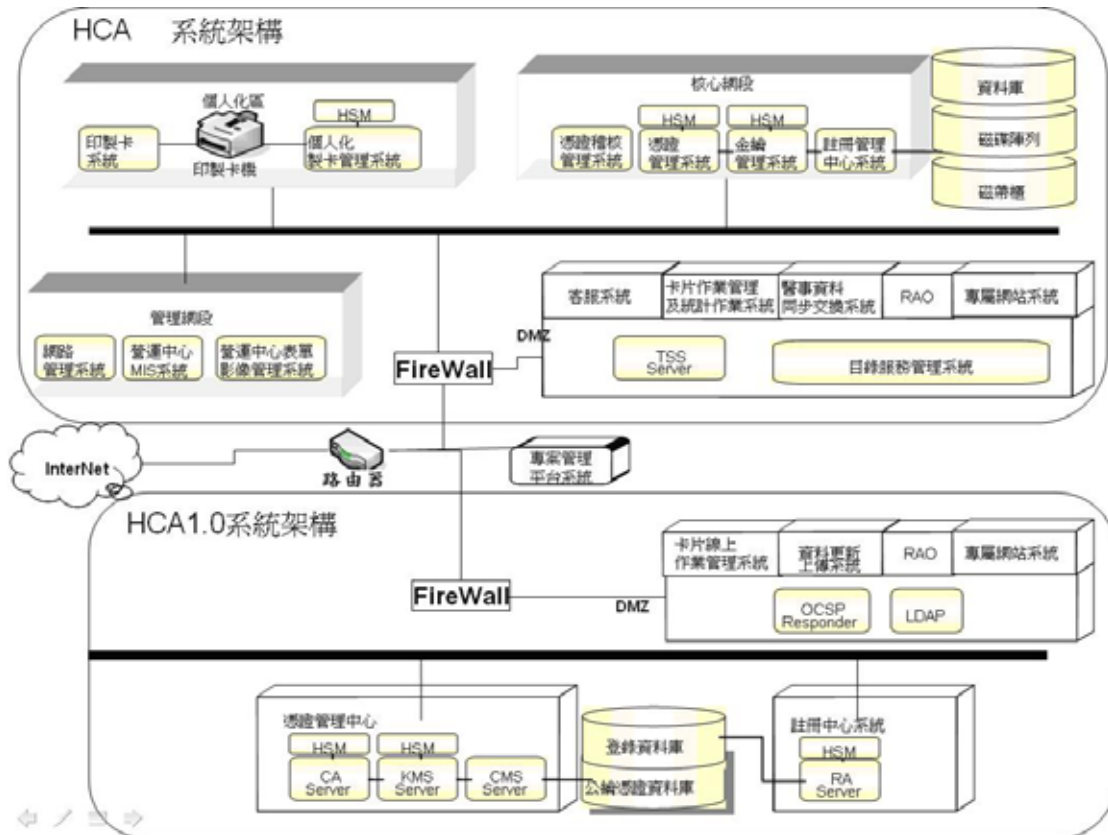 HCA 系統架構
個人化區
HSM
印製卡
系統
印製卡機
個人化
製卡管理系統
核心網段
HSM
HSM
憑證稽核
管理系統
憑證
管理系統
金鑰
管理系統
註冊管理
中心系統
資料庫
磁碟陣列
磁帶櫃
管理網段
網路
管理系統
營運中心
MIS系統
營運中心表單
影像管理系統
FireWall
DMZ
客服系統
卡片作業管理
及統計作業系統
醫事資料
同步交換系統
RAO
專屬網站系統
TSS
Server
目錄服務管理系統
InterNet
路由器
專案管理
平台系統
HCA1.0系統架構
FireWall
DMZ
卡片線上
作業管理系統
資料更新
上傳系統
RAO
專屬網站系統
OCSP
Responder
LDAP
憑證管理中心
HSM
HSM
CA
Server
KMS
Server
CMS
Server
登錄資料庫
公鑰憑證資料庫
註冊中心系統
HSM
RA
Server